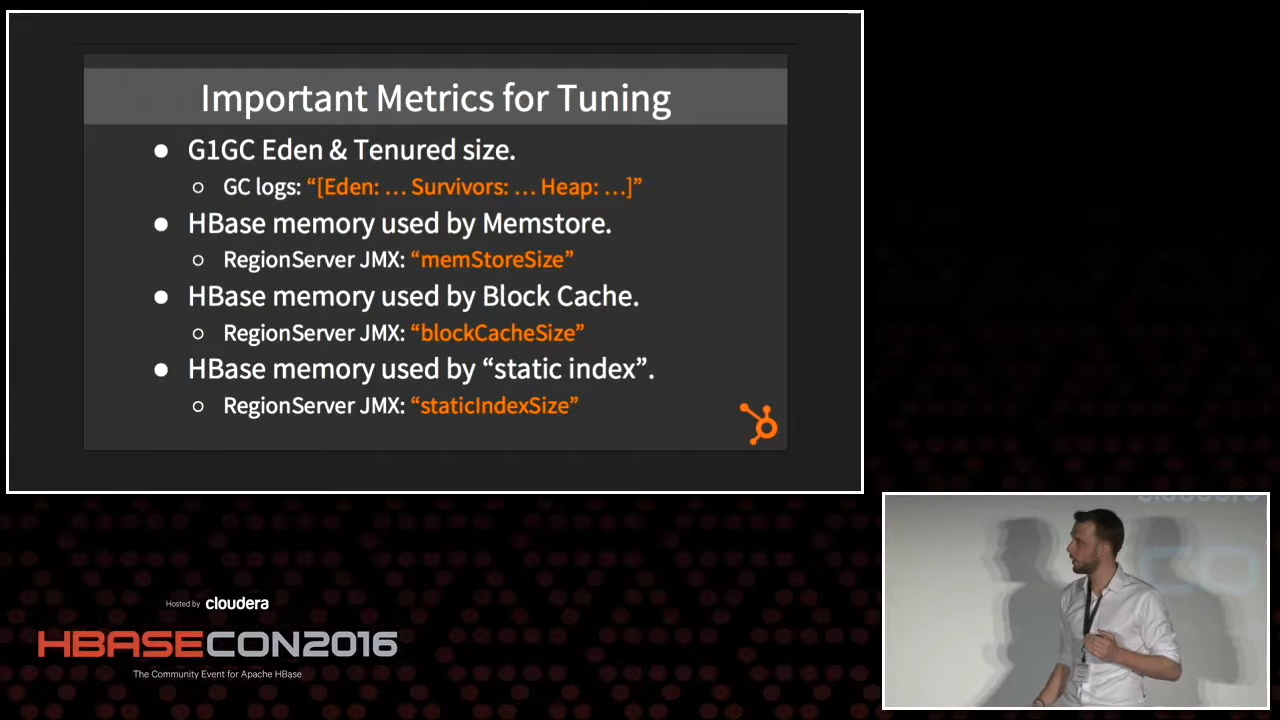 Important Metrics for Tuning
● G1GC Eden & Tenured size.
○ GC logs: “[Eden: … Survivors: … Heap: …]”
● HBase memory used by Memstore.
○ RegionServer JMX: “memStoreSize”
● HBase memory used by Block Cache.
○ RegionServer JMX: “blockCacheSize”
● HBase memory used by “static index”.
○ RegionServer JMX: “staticIndexSize”
Hosted by cloudera
HBASECON2016
The Community Event for Apache HBase